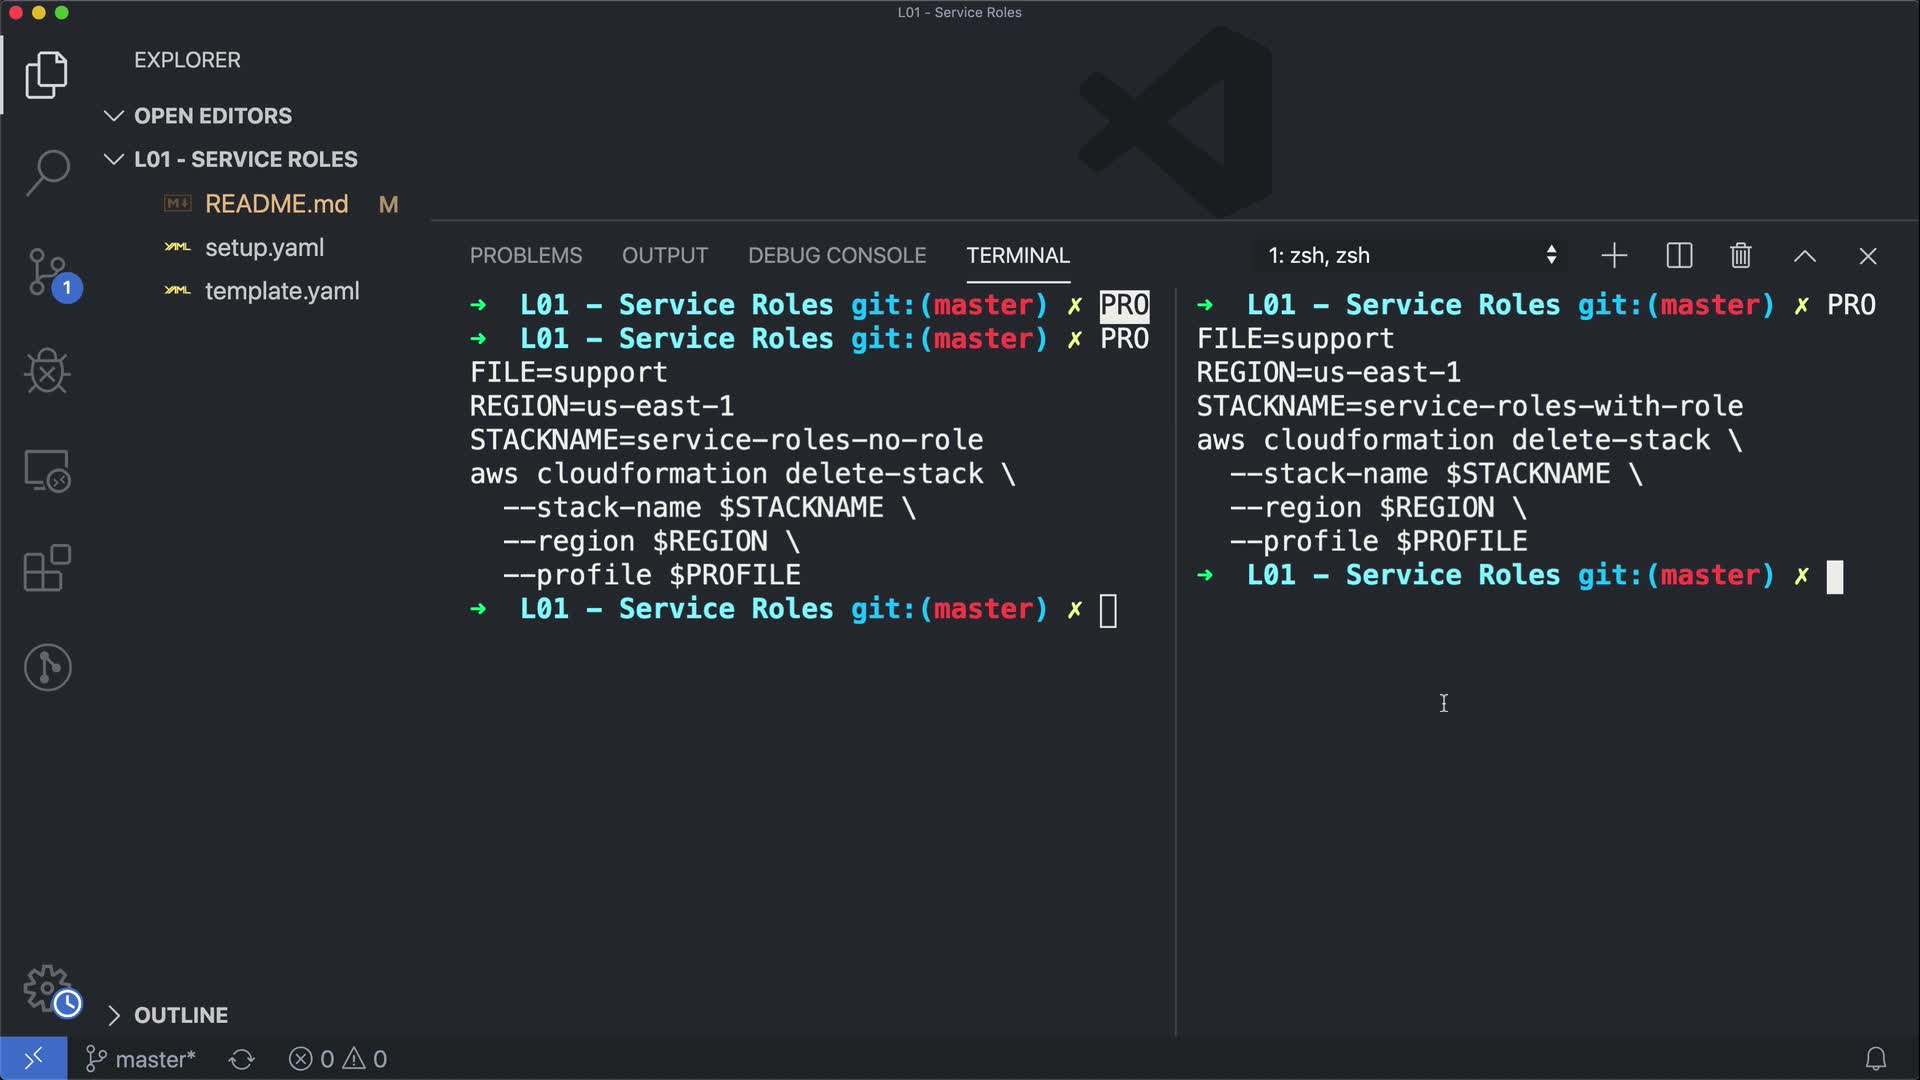 L01 - Service Roles
EXPLORER
OPEN EDITORS
L01 - SERVICE ROLES
README.md M
setup.yaml
template.yaml
1
OUTLINE
PROBLEMS OUTPUT DEBUG CONSOLE TERMINAL 1: zsh, zsh
➜ L01 - Service Roles git:(master) ✗ PRO
➜ L01 - Service Roles git:(master) ✗ PRO
FILE=support
REGION=us-east-1
STACKNAME=service-roles-no-role
aws cloudformation delete-stack \
--stack-name $STACKNAME \
--region $REGION \
--profile $PROFILE
➜ L01 - Service Roles git:(master) ✗
➜ L01 - Service Roles git:(master) ✗ PRO
FILE=support
REGION=us-east-1
STACKNAME=service-roles-with-role
aws cloudformation delete-stack \
--stack-name $STACKNAME \
--region $REGION \
--profile $PROFILE
➜ L01 - Service Roles git:(master) ✗
master* 0 0